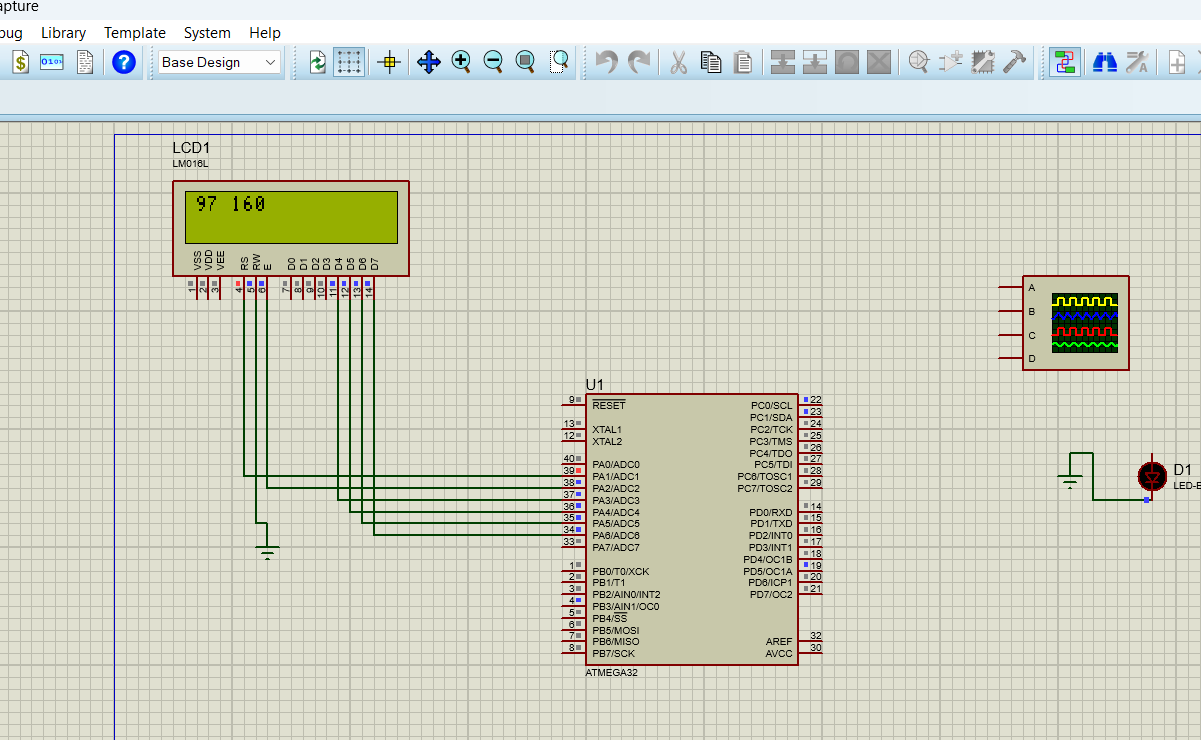 apture
bug Library Template System Help
$ 0101 ? Base Design
LCD1
LM016L
97 160
VSS VDD VEE RS RW E D0 D1 D2 D3 D4 D5 D6 D7
1 2 3 4 5 6 7 8 9 10 11 12 13 14
A
B
C
D
U1
9 RESET PC0/SCL 22
PC1/SDA 23
13 XTAL1 PC2/TCK 24
12 XTAL2 PC3/TMS 25
PC4/TDO 26
40 PA0/ADC0 PC5/TDI 27
39 PA1/ADC1 PC6/TOSC1 28
38 PA2/ADC2 PC7/TOSC2 29
37 PA3/ADC3
36 PA4/ADC4 PD0/RXD 14
35 PA5/ADC5 PD1/TXD 15
34 PA6/ADC6 PD2/INT0 16
33 PA7/ADC7 PD3/INT1 17
PD4/OC1B 18
1 PB0/T0/XCK PD5/OC1A 19
2 PB1/T1 PD6/ICP1 20
3 PB2/AIN0/INT2 PD7/OC2 21
4 PB3/AIN1/OC0
5 PB4/SS
6 PB5/MOSI
7 PB6/MISO AREF 32
8 PB7/SCK AVCC 30
ATMEGA32
D1
LED-B